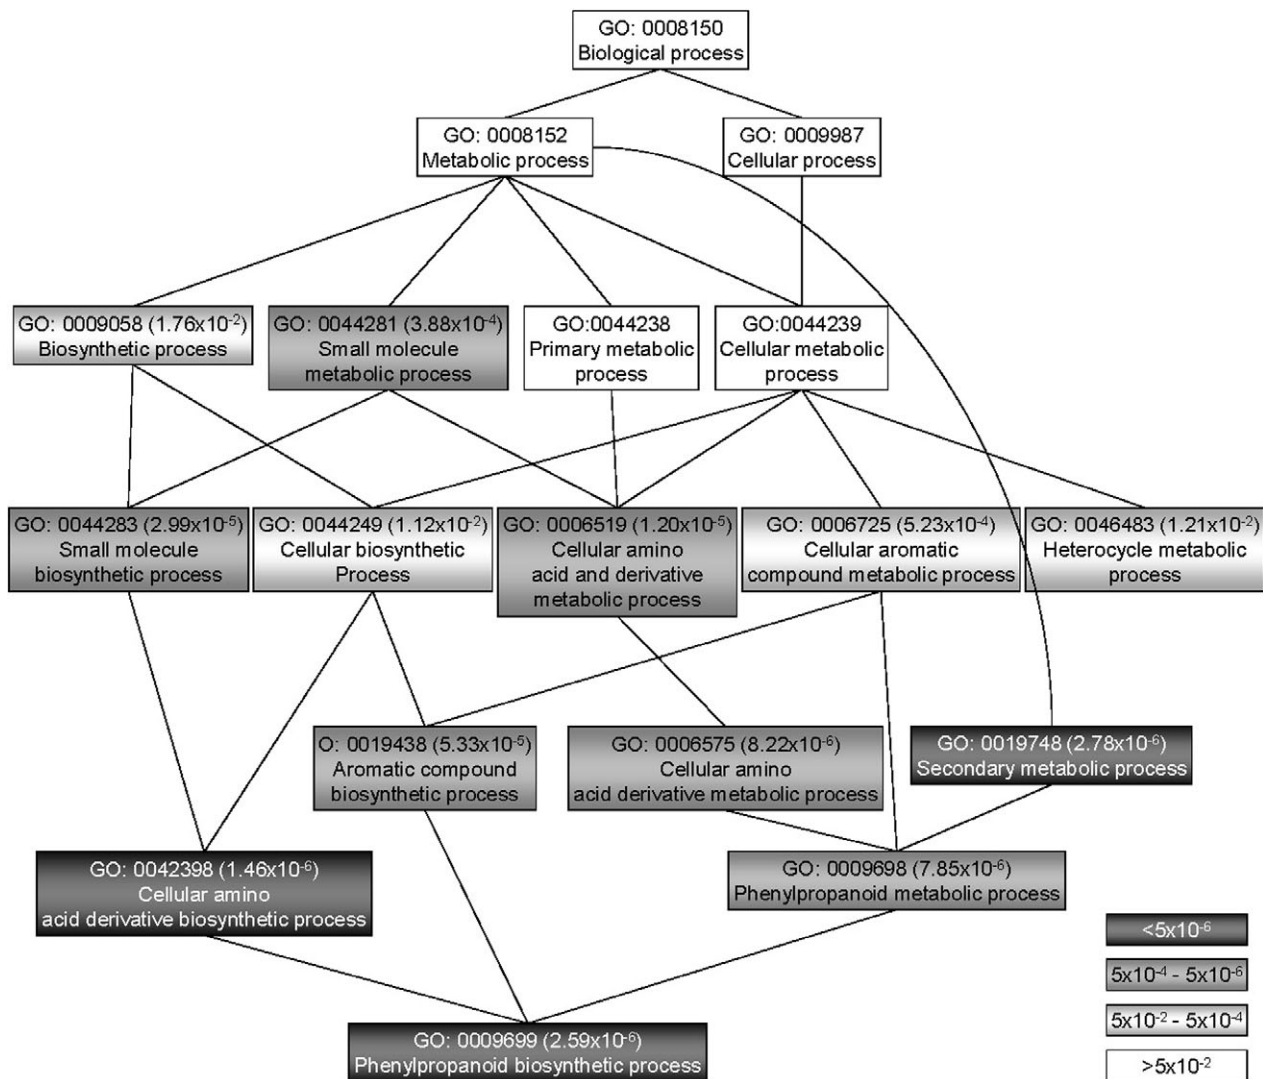 GO: 0008150
Biological process
GO: 0008152
Metabolic process
GO: 0009987
Cellular process
GO: 0009058 (1.76x10⁻²)
Biosynthetic process
GO: 0044281 (3.88x10⁻⁴)
Small molecule
metabolic process
GO:0044238
Primary metabolic
process
GO:0044239
Cellular metabolic
process
GO: 0044283 (2.99x10⁻⁵)
Small molecule
biosynthetic process
GO: 0044249 (1.12x10⁻²)
Cellular biosynthetic
Process
GO: 0006519 (1.20x10⁻⁵)
Cellular amino
acid and derivative
metabolic process
GO: 0006725 (5.23x10⁻⁴)
Cellular aromatic
compound metabolic process
GO: 0046483 (1.21x10⁻²)
Heterocycle metabolic
process
O: 0019438 (5.33x10⁻⁵)
Aromatic compound
biosynthetic process
GO: 0006575 (8.22x10⁻⁶)
Cellular amino
acid derivative metabolic process
GO: 0019748 (2.78x10⁻⁶)
Secondary metabolic process
GO: 0042398 (1.46x10⁻⁶)
Cellular amino
acid derivative biosynthetic process
GO: 0009698 (7.85x10⁻⁶)
Phenylpropanoid metabolic process
GO: 0009699 (2.59x10⁻⁶)
Phenylpropanoid biosynthetic process
<5x10⁻⁶
5x10⁻⁴ - 5x10⁻⁶
5x10⁻² - 5x10⁻⁴
>5x10⁻²